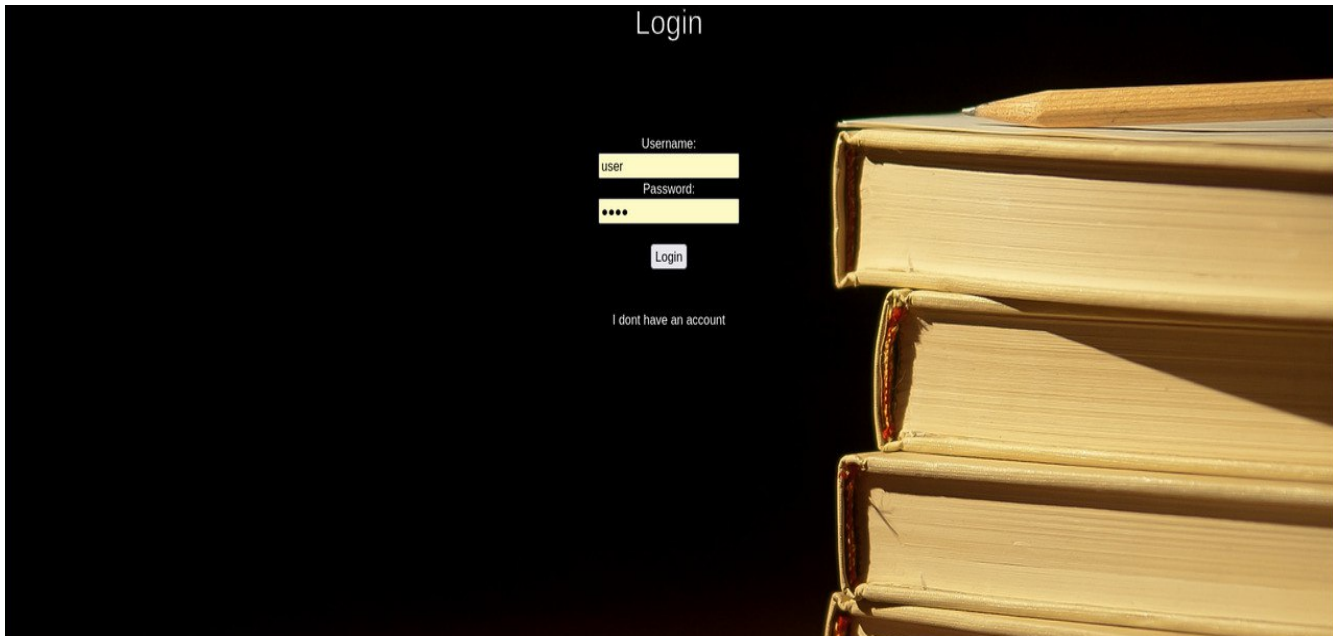 Login
Username:
user
Password:
••••
Login
I dont have an account